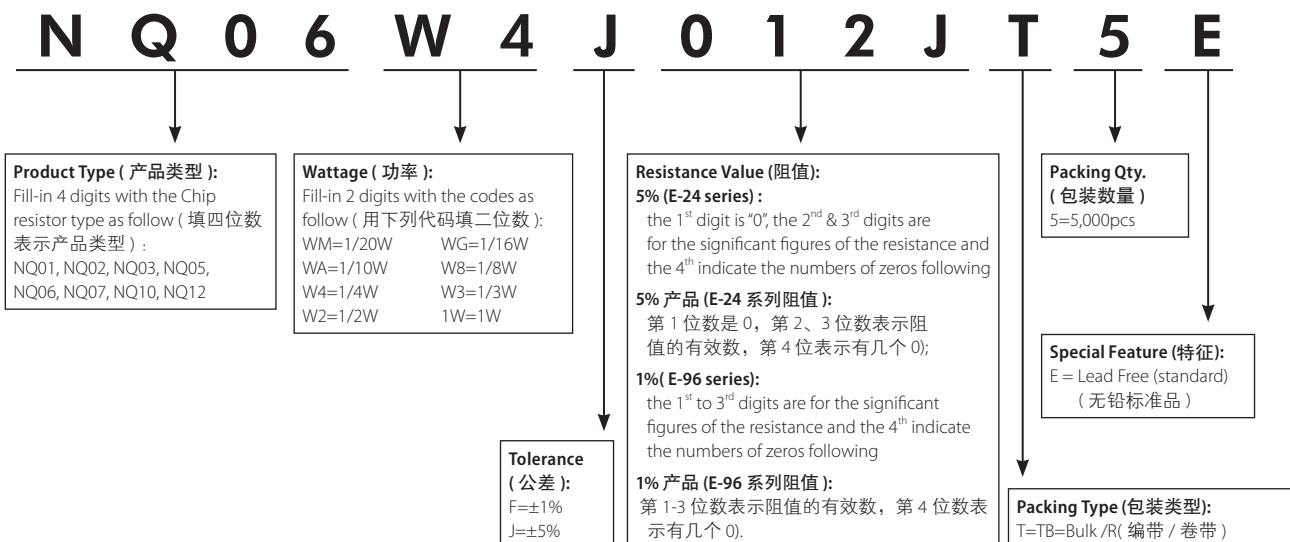 NQ06W4J012JT5E
Product Type ( 产品类型 ):
Fill-in 4 digits with the Chip
resistor type as follow ( 填四位数
表示产品类型 ) :
NQ01, NQ02, NQ03, NQ05,
NQ06, NQ07, NQ10, NQ12
Wattage ( 功率 ):
Fill-in 2 digits with the codes as
follow ( 用下列代码填二位数 ):
WM=1/20W WG=1/16W
WA=1/10W W8=1/8W
W4=1/4W W3=1/3W
W2=1/2W 1W=1W
Tolerance
( 公差 ):
F=±1%
J=±5%
Resistance Value (阻值):
5% (E-24 series) :
the 1st digit is “0”, the 2nd & 3rd digits are
for the significant figures of the resistance and
the 4th indicate the numbers of zeros following
5% 产品 (E-24 系列阻值 ):
第 1 位数是 0，第 2、3 位数表示阻
值的有效数，第 4 位表示有几个 0);
1%( E-96 series):
the 1st to 3rd digits are for the significant
figures of the resistance and the 4th indicate
the numbers of zeros following
1% 产品 (E-96 系列阻值 ):
第 1-3 位数表示阻值的有效数，第 4 位数表
示有几个 0).
Packing Type (包装类型):
T=TB=Bulk /R( 编带 / 卷带 )
Packing Qty.
( 包装数量 )
5=5,000pcs
Special Feature (特征):
E = Lead Free (standard)
( 无铅标准品 )